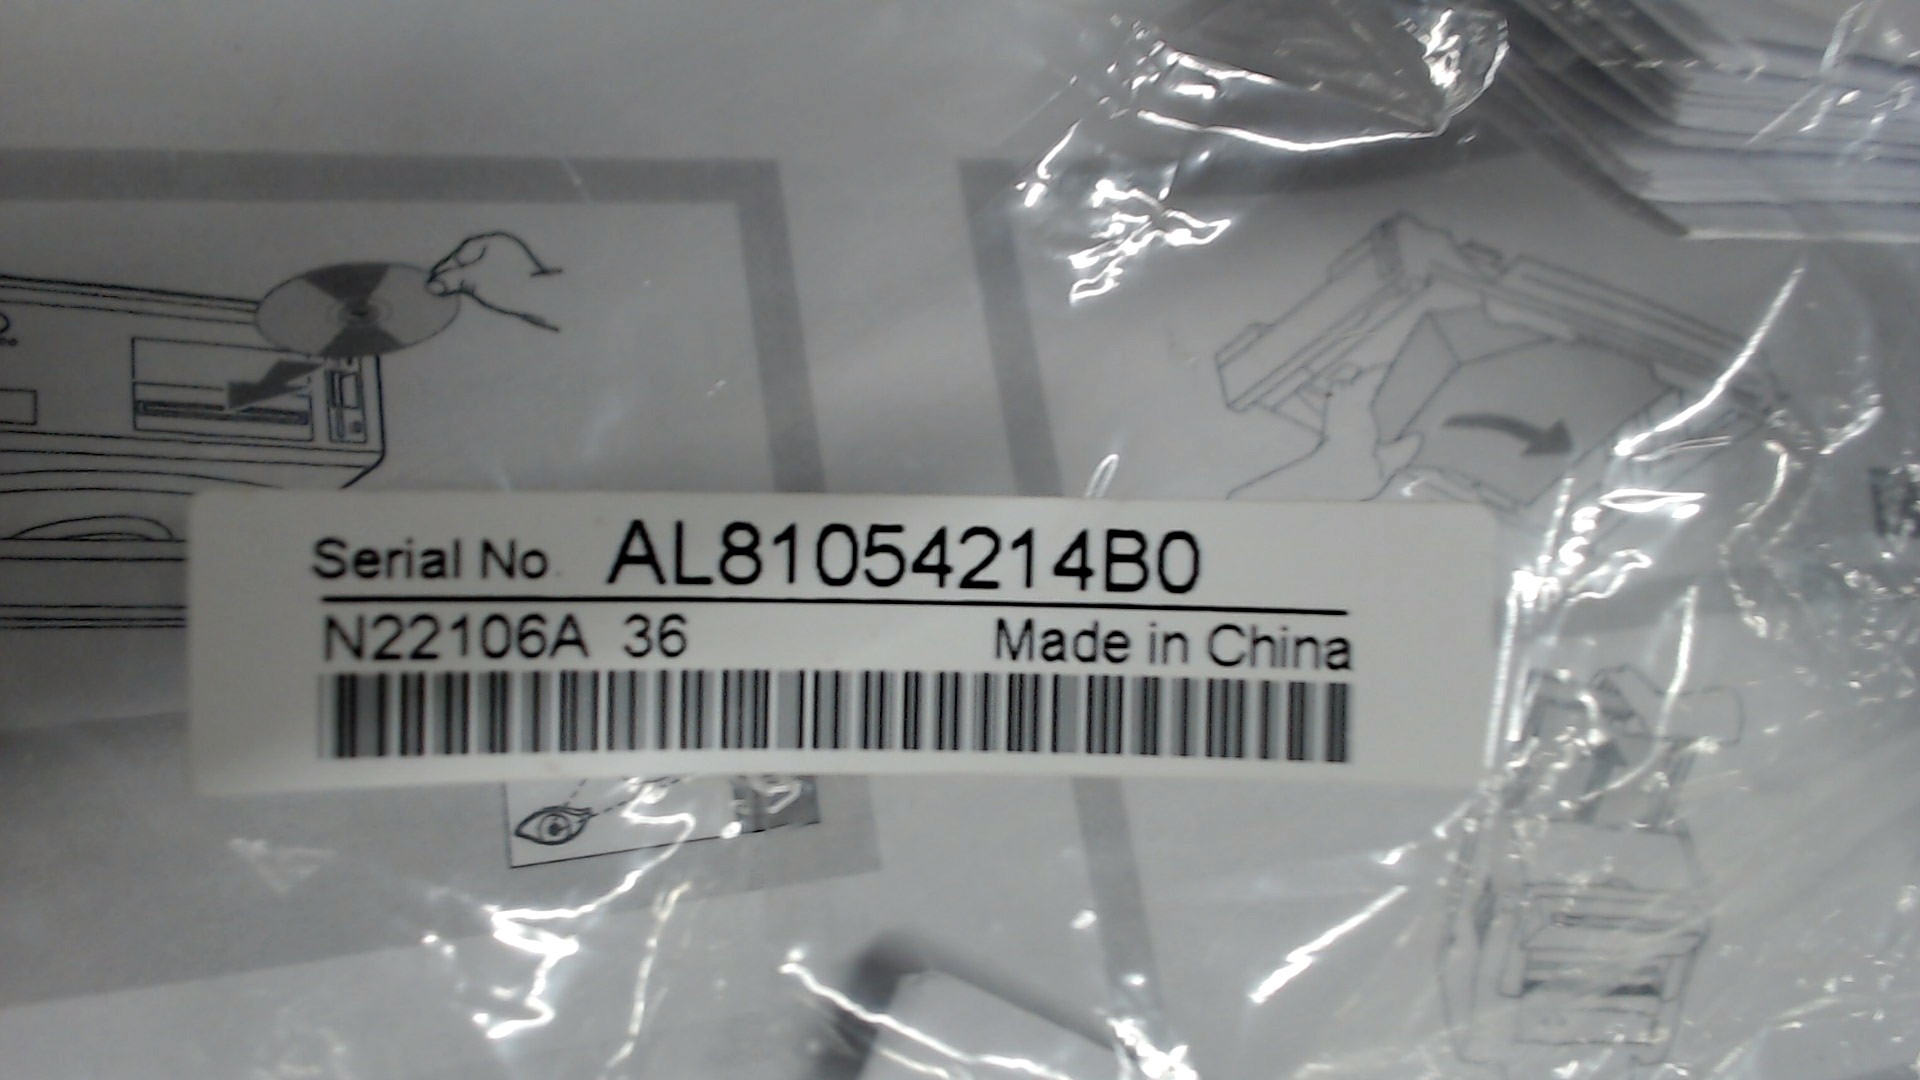 Serial No. AL81054214B0
N22106A 36 Made in China